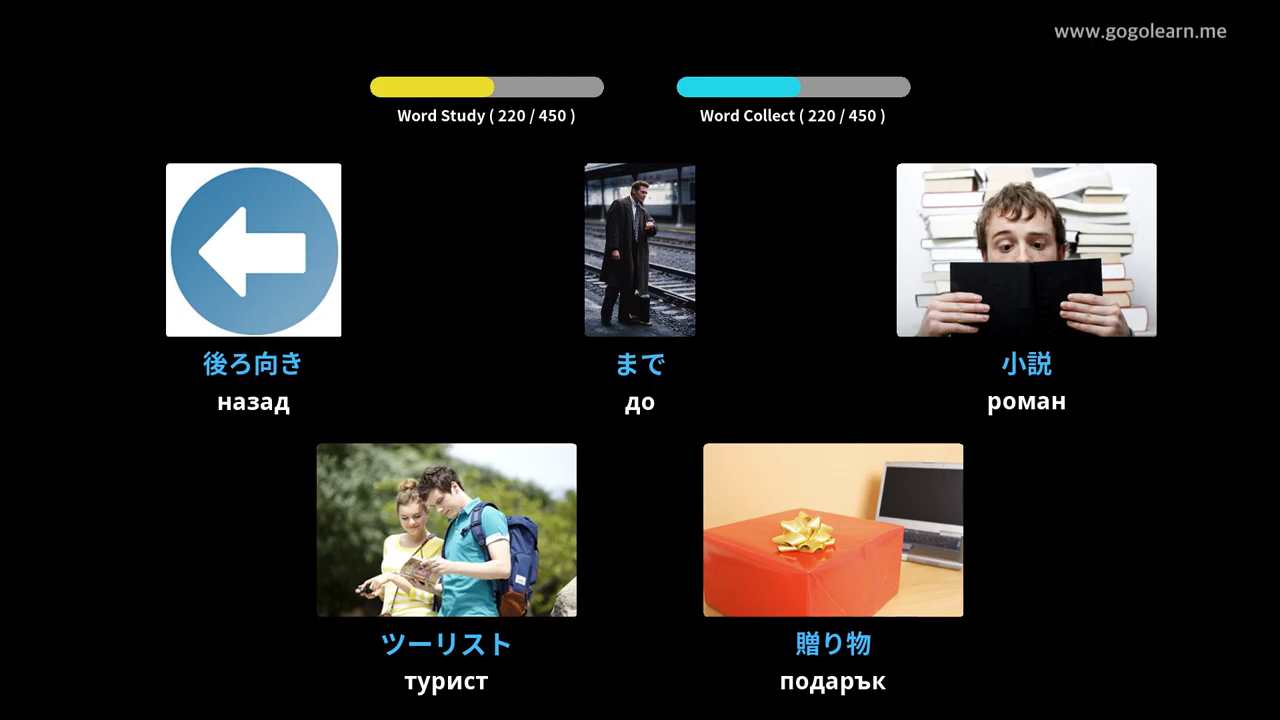 www.gogolearn.me
Word Study ( 220 / 450 )
Word Collect ( 220 / 450 )
後ろ向き
назад
まで
до
小説
роман
ツーリスト
турист
贈り物
подарък